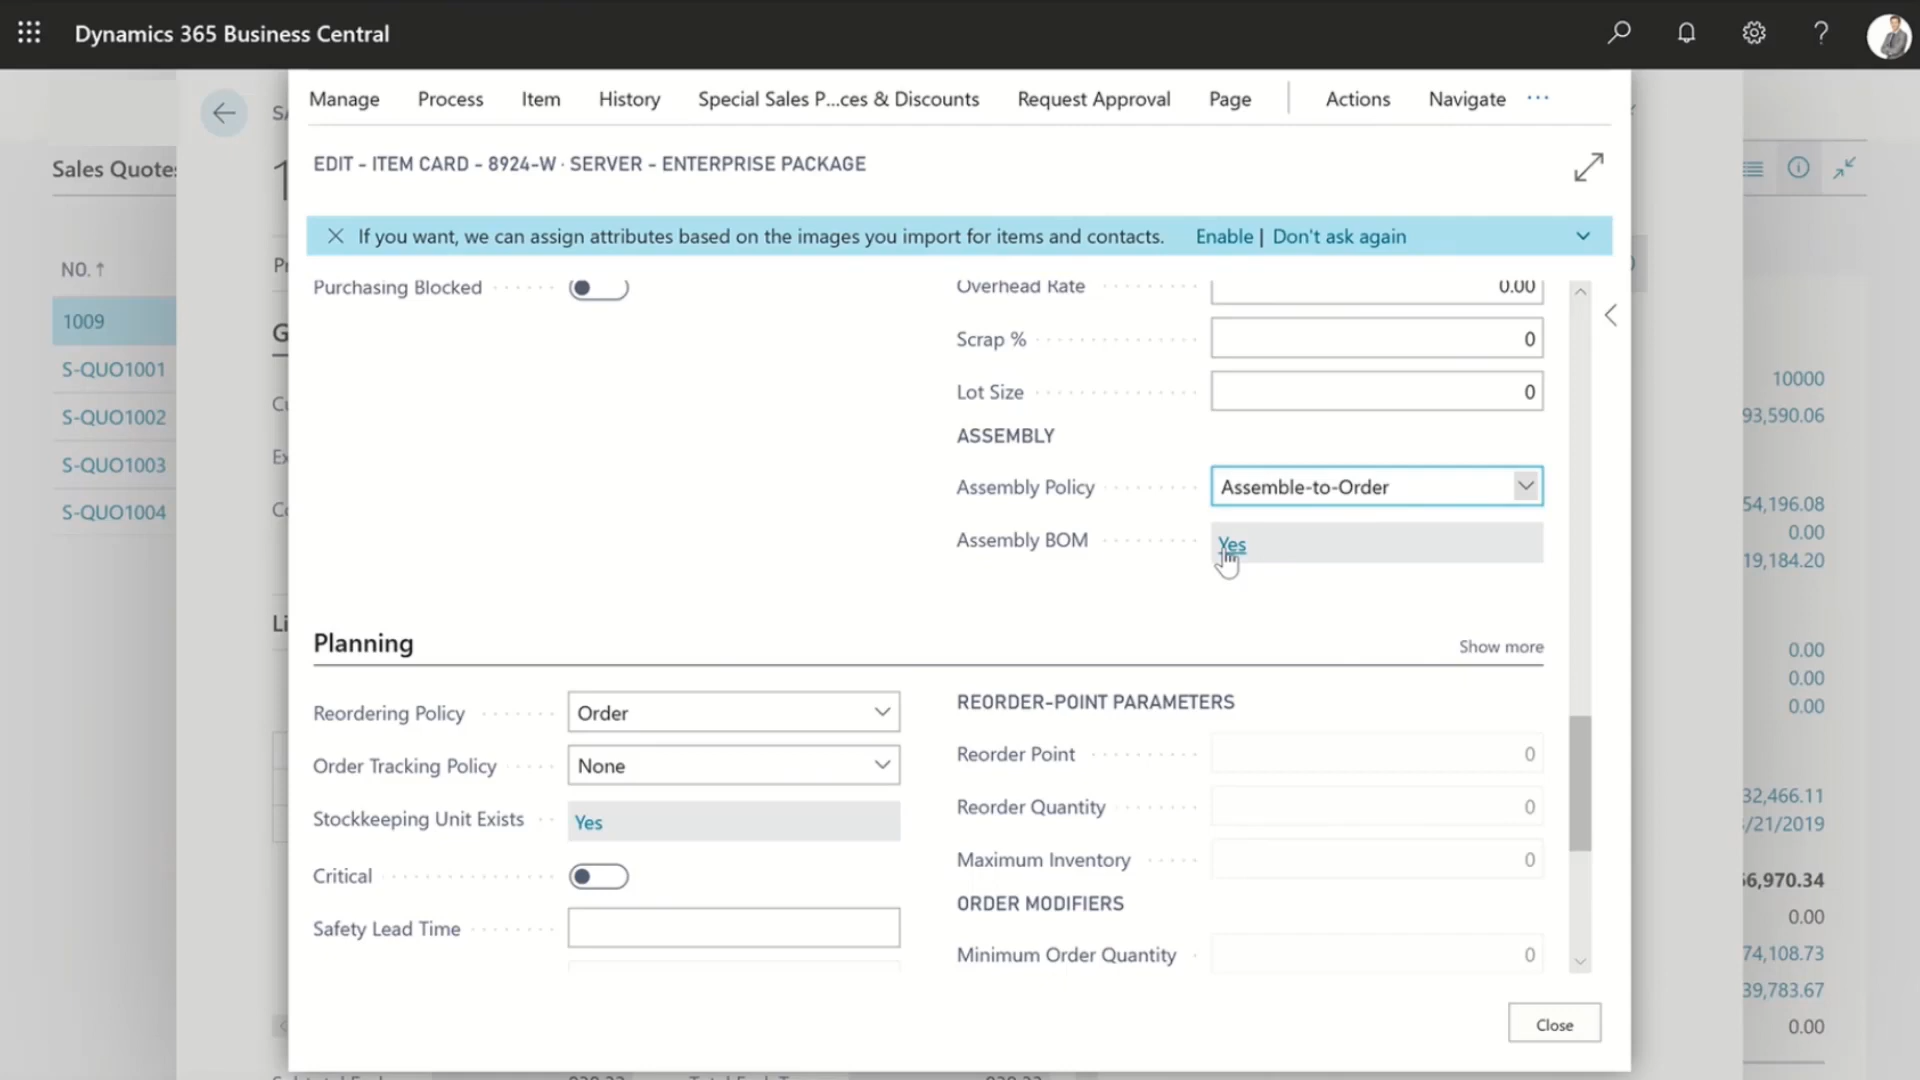 Dynamics 365 Business Central
?
Manage Process Item History Special Sales P...ces & Discounts Request Approval Page Actions Navigate ...
EDIT - ITEM CARD - 8924-W · SERVER - ENTERPRISE PACKAGE
Sales Quotes
If you want, we can assign attributes based on the images you import for items and contacts. Enable | Don't ask again
NO. ↑
1009
S-QUO1001
S-QUO1002
S-QUO1003
S-QUO1004
Purchasing Blocked
Overhead Rate 0.00
Scrap % 0
Lot Size 0
ASSEMBLY
Assembly Policy Assemble-to-Order
Assembly BOM Yes
Planning Show more
Reordering Policy Order
Order Tracking Policy None
Stockkeeping Unit Exists Yes
Critical
Safety Lead Time
REORDER-POINT PARAMETERS
Reorder Point 0
Reorder Quantity 0
Maximum Inventory 0
ORDER MODIFIERS
Minimum Order Quantity 0
Close
10000
93,590.06
54,196.08
0.00
19,184.20
0.00
0.00
0.00
32,466.11
/21/2019
56,970.34
0.00
74,108.73
39,783.67
0.00